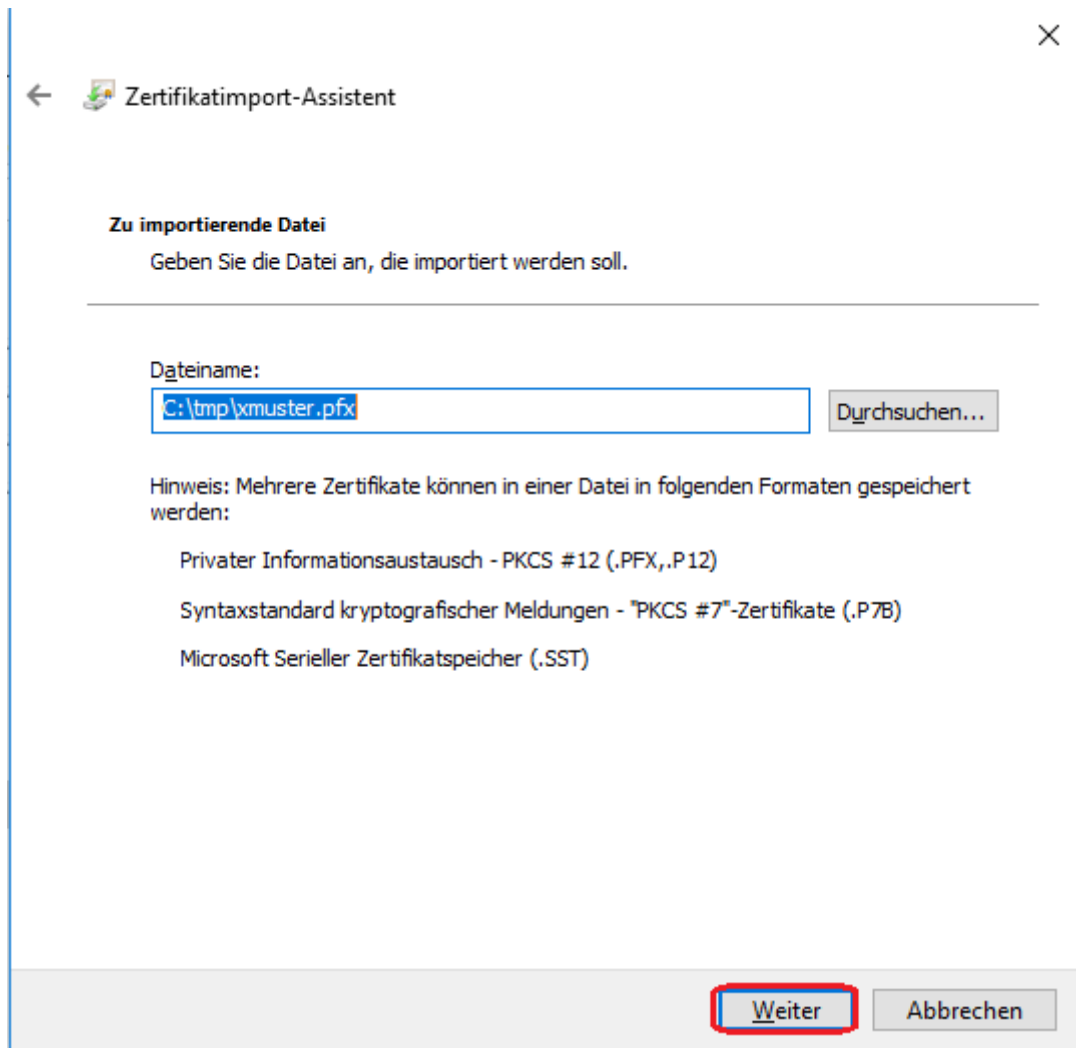 Zertifikatimport-Assistent
Zu importierende Datei
Geben Sie die Datei an, die importiert werden soll.
Dateiname:
C:\tmp\xmuster.pfx
Durchsuchen...
Hinweis: Mehrere Zertifikate können in einer Datei in folgenden Formaten gespeichert
werden:
Privater Informationsaustausch - PKCS #12 (.PFX,.P12)
Syntaxstandard kryptografischer Meldungen - "PKCS #7"-Zertifikate (.P7B)
Microsoft Serieller Zertifikatspeicher (.SST)
Weiter
Abbrechen